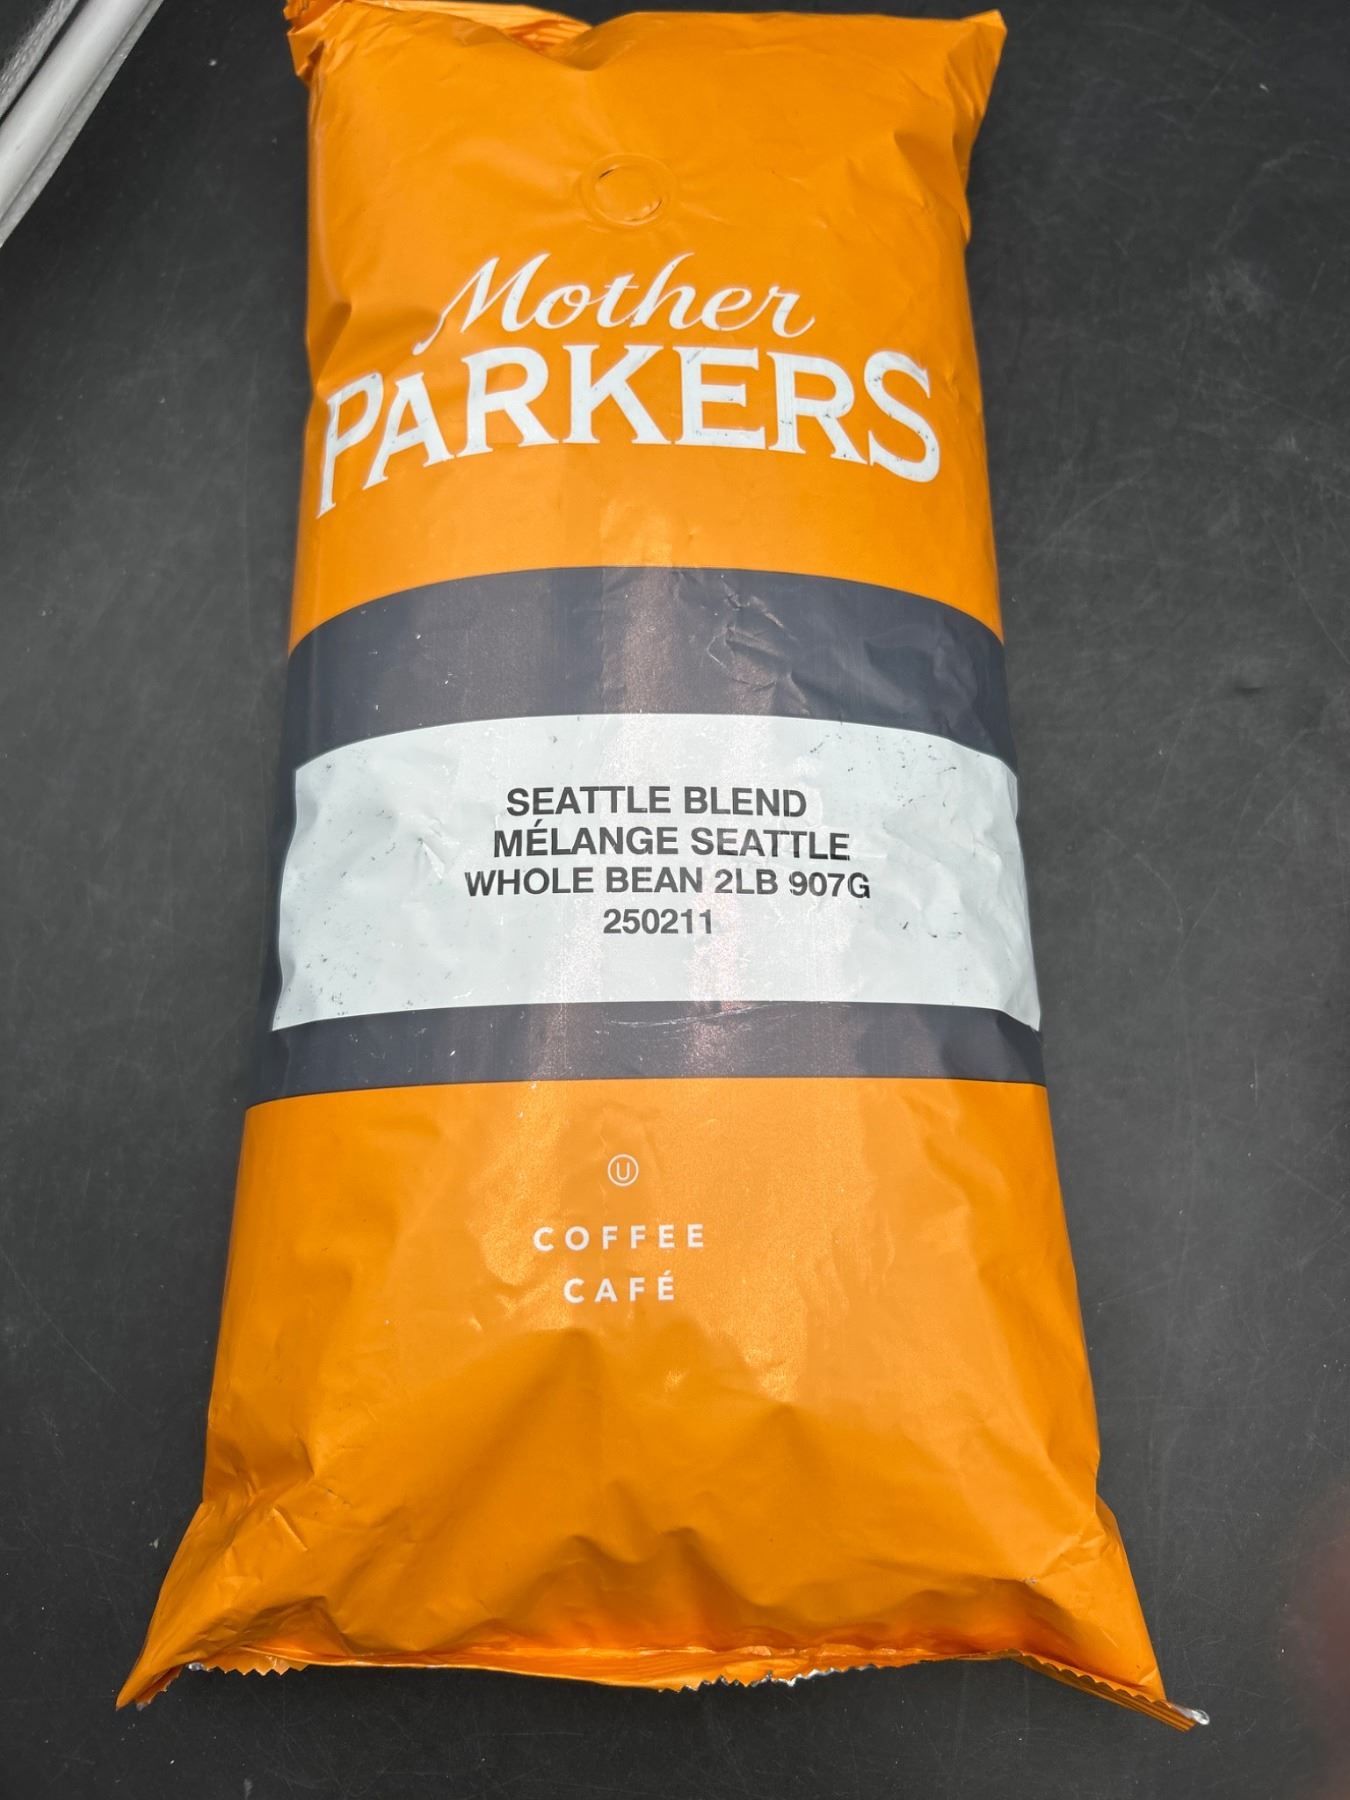 Mother
PARKERS
SEATTLE BLEND
MÉLANGE SEATTLE
WHOLE BEAN 2LB 907G
250211
U
COFFEE
CAFÉ